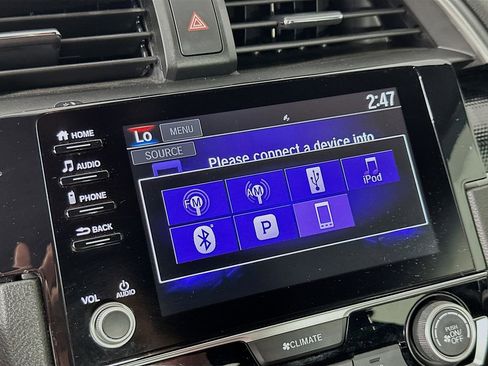 2:47
HOME
Lo
MENU
SOURCE
Please connect a device into
AUDIO
FM
AM
iPod
PHONE
P
BACK
VOL
AUDIO
CLIMATE
PUSH
ON/
OFF